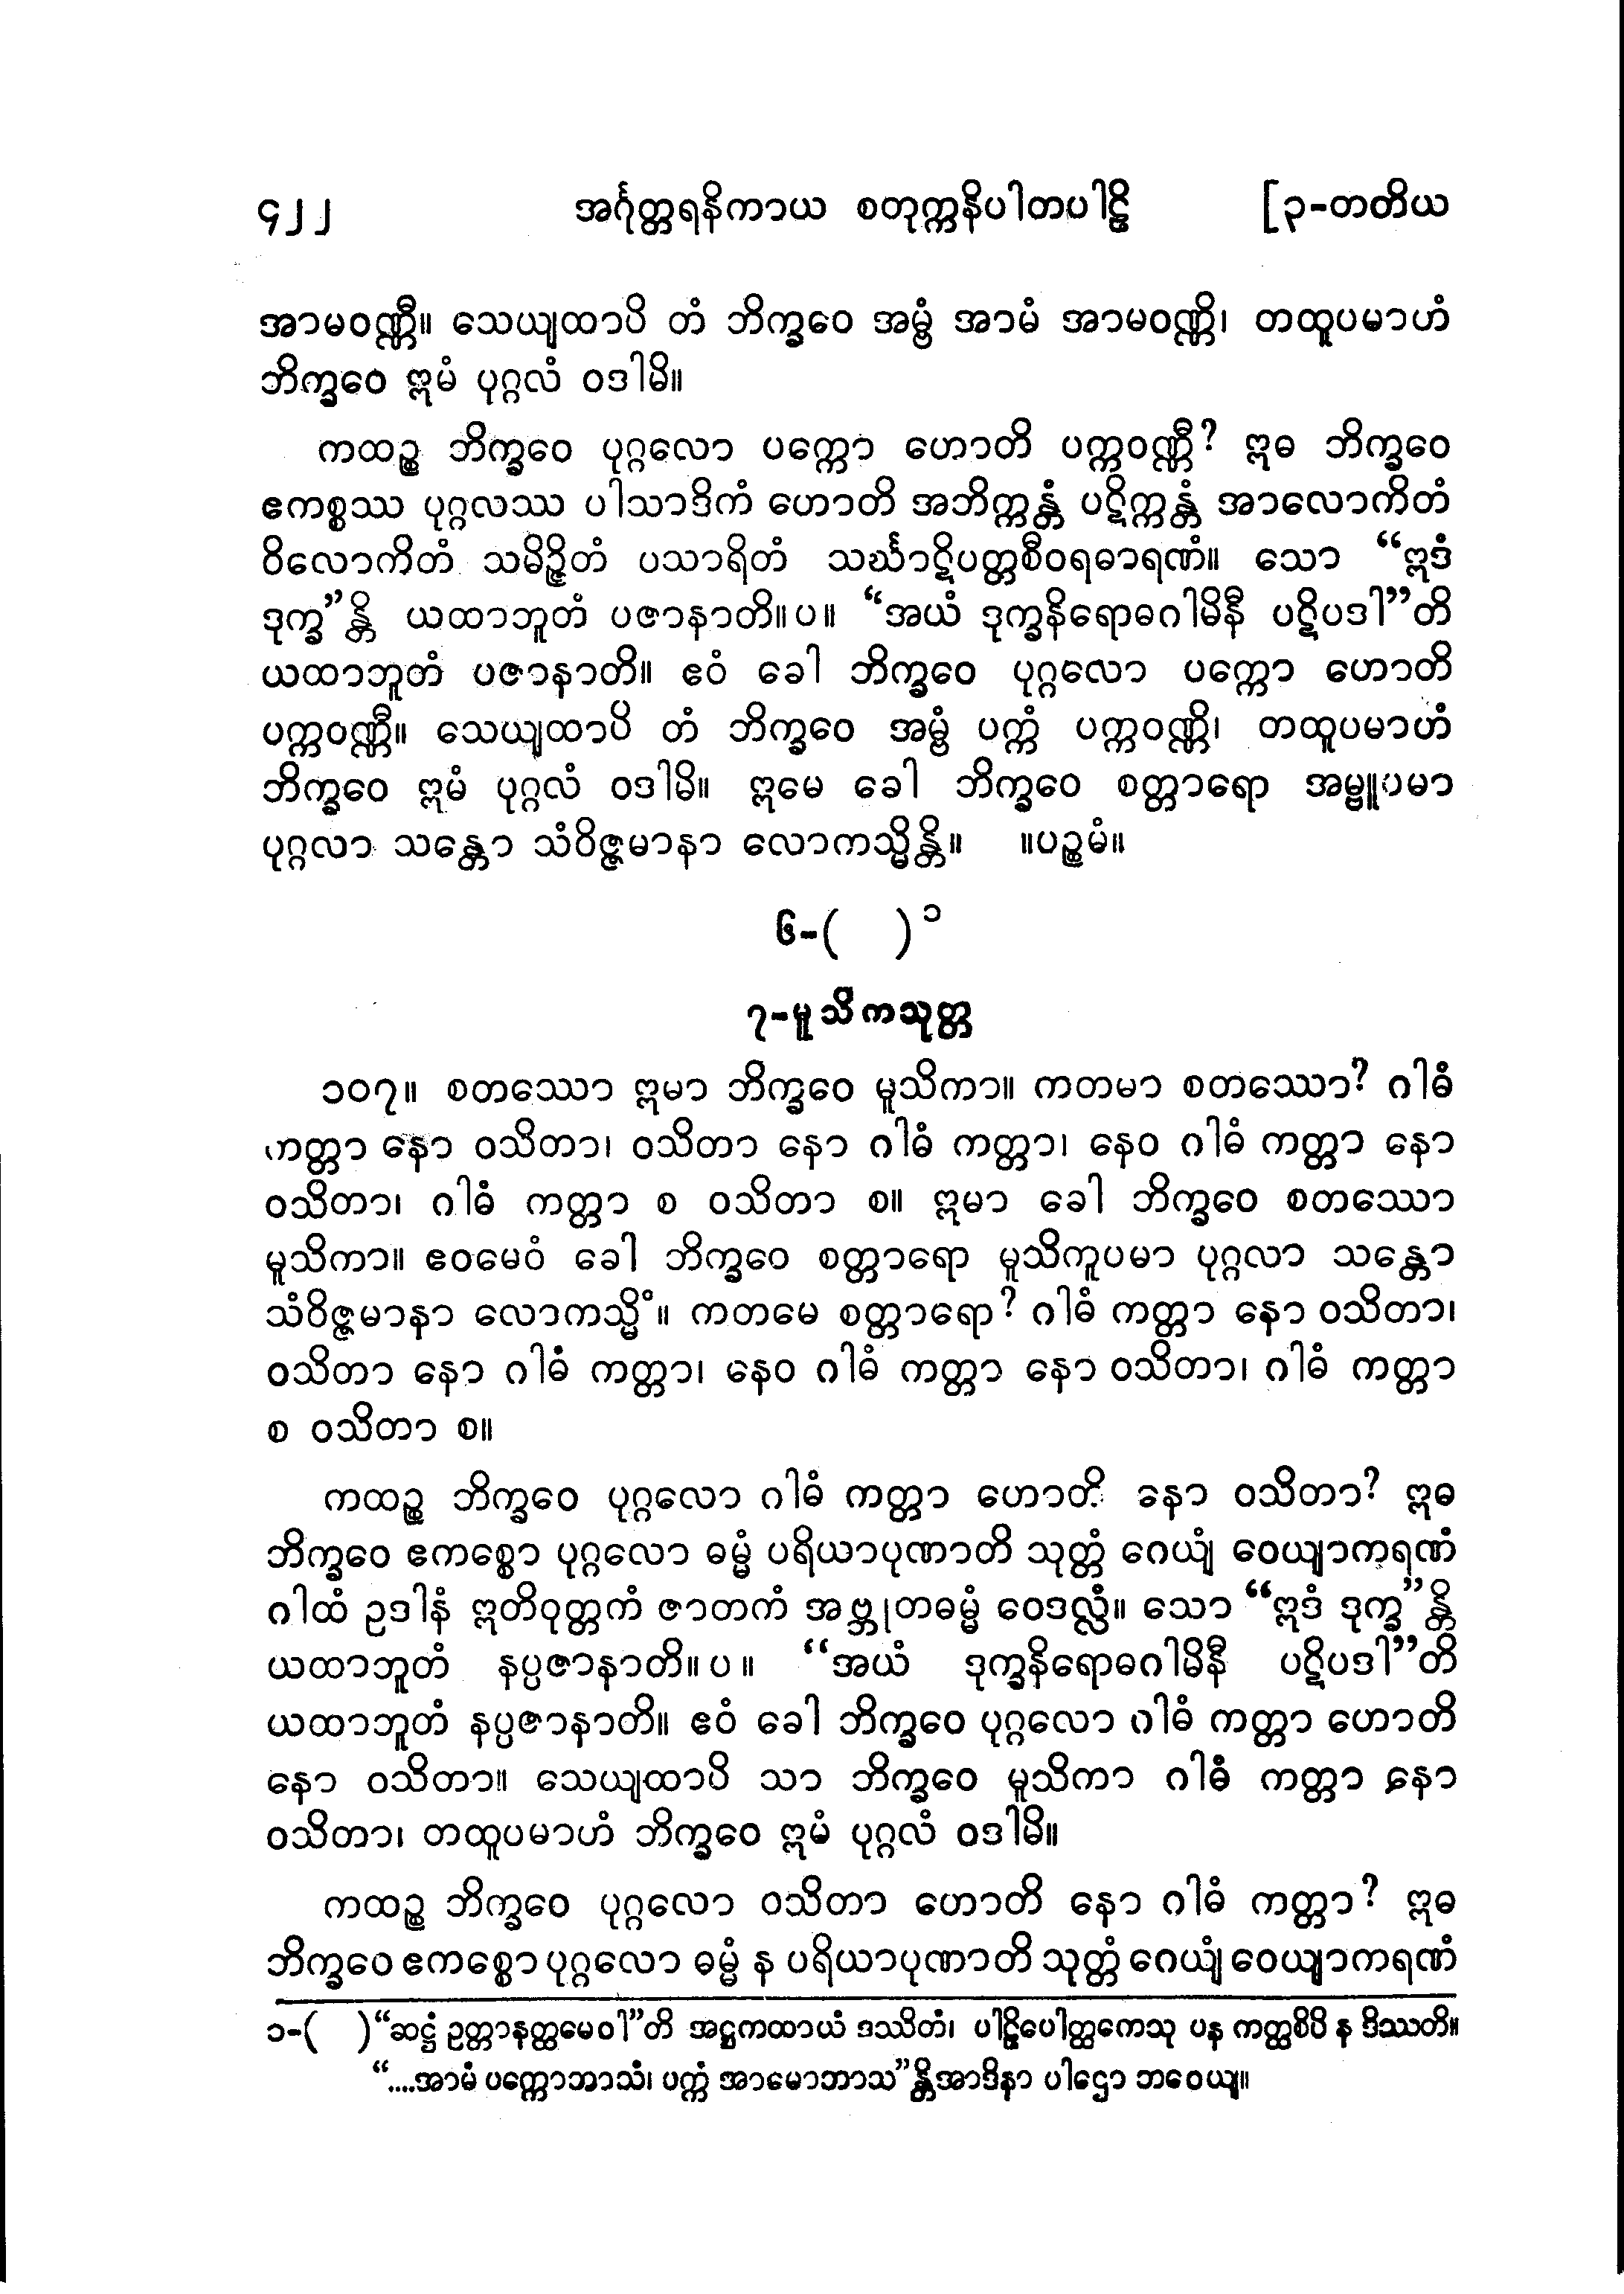 ၄၂၂ အင်္ဂုတ္တရနိကာယ စတုက္ကနိပါတပါဠိ [၃-တတိယ
အာမဝဏ္ဏီ။ သေယျထာပိ တံ ဘိက္ခဝေ အမ္ဗံ အာမံ အာမဝဏ္ဏိ၊ တထူပမာဟံ
ဘိက္ခဝေ ဣမံ ပုဂ္ဂလံ ဝဒါမိ။
ကထဉ္စ ဘိက္ခဝေ ပုဂ္ဂလော ပက္ကော ဟောတိ ပက္ကဝဏ္ဏီ? ဣဓ ဘိက္ခဝေ
ဧကစ္စဿ ပုဂ္ဂလဿ ပါသာဒိကံ ဟောတိ အဘိက္ကန္တံ ပဋိက္ကန္တံ အာလောကိတံ
ဝိလောကိတံ သမိဉ္ဇိတံ ပသာရိတံ သင်္ဃာဋိပတ္တစီဝရဓာရဏံ။ သော “ဣဒံ
ဒုက္ခ”န္တိ ယထာဘူတံ ပဇာနာတိ။ပ။ “အယံ ဒုက္ခနိရောဓဂါမိနီ ပဋိပဒါ”တိ
ယထာဘူတံ ပဇာနာတိ။ ဧဝံ ခေါ ဘိက္ခဝေ ပုဂ္ဂလော ပက္ကော ဟောတိ
ပက္ကဝဏ္ဏီ။ သေယျထာပိ တံ ဘိက္ခဝေ အမ္ဗံ ပက္ကံ ပက္ကဝဏ္ဏိ၊ တထူပမာဟံ
ဘိက္ခဝေ ဣမံ ပုဂ္ဂလံ ဝဒါမိ။ ဣမေ ခေါ ဘိက္ခဝေ စတ္တာရော အမ္ဗူပမာ
ပုဂ္ဂလာ သန္တော သံဝိဇ္ဇမာနာ လောကသ္မိန္တိ။ ။ပဉ္စမံ။
၆-( )၁
၇-မူသိကသုတ္တ
၁၀၇။ စတဿော ဣမာ ဘိက္ခဝေ မူသိကာ။ ကတမာ စတဿော? ဂါဓံ
ကတ္တာ နော ဝသိတာ၊ ဝသိတာ နော ဂါဓံ ကတ္တာ၊ နေဝ ဂါဓံ ကတ္တာ နော
ဝသိတာ၊ ဂါဓံ ကတ္တာ စ ဝသိတာ စ။ ဣမာ ခေါ ဘိက္ခဝေ စတဿော
မူသိကာ။ ဧဝမေဝံ ခေါ ဘိက္ခဝေ စတ္တာရော မူသိကူပမာ ပုဂ္ဂလာ သန္တော
သံဝိဇ္ဇမာနာ လောကသ္မိံ။ ကတမေ စတ္တာရော? ဂါဓံ ကတ္တာ နော ဝသိတာ၊
ဝသိတာ နော ဂါဓံ ကတ္တာ၊ နေဝ ဂါဓံ ကတ္တာ နော ဝသိတာ၊ ဂါဓံ ကတ္တာ
စ ဝသိတာ စ။
ကထဉ္စ ဘိက္ခဝေ ပုဂ္ဂလော ဂါဓံ ကတ္တာ ဟောတိ နော ဝသိတာ? ဣဓ
ဘိက္ခဝေ ဧကစ္စော ပုဂ္ဂလော ဓမ္မံ ပရိယာပုဏာတိ သုတ္တံ ဂေယျံ ဝေယျာကရဏံ
ဂါထံ ဥဒါနံ ဣတိဝုတ္တကံ ဇာတကံ အဗ္ဘုတဓမ္မံ ဝေဒလ္လံ။ သော “ဣဒံ ဒုက္ခ”န္တိ
ယထာဘူတံ နပ္ပဇာနာတိ။ပ။ “အယံ ဒုက္ခနိရောဓဂါမိနီ ပဋိပဒါ”တိ
ယထာဘူတံ နပ္ပဇာနာတိ။ ဧဝံ ခေါ ဘိက္ခဝေ ပုဂ္ဂလော ဂါဓံ ကတ္တာ ဟောတိ
နော ဝသိတာ။ သေယျထာပိ သာ ဘိက္ခဝေ မူသိကာ ဂါဓံ ကတ္တာ နော
ဝသိတာ၊ တထူပမာဟံ ဘိက္ခဝေ ဣမံ ပုဂ္ဂလံ ဝဒါမိ။
ကထဉ္စ ဘိက္ခဝေ ပုဂ္ဂလော ဝသိတာ ဟောတိ နော ဂါဓံ ကတ္တာ? ဣဓ
ဘိက္ခဝေ ဧကစ္စော ပုဂ္ဂလော ဓမ္မံ န ပရိယာပုဏာတိ သုတ္တံ ဂေယျံ ဝေယျာကရဏံ
၁-( )“ဆဋ္ဌံ ဥတ္တာနတ္ထမေဝါ”တိ အဋ္ဌကထာယံ ဒဿိတံ၊ ပါဠိပေါတ္ထကေသု ပန ကတ္ထစိပိ န ဒိဿတိ။
“....အာမံ ပက္ကောဘာသံ၊ ပက္ကံ အာမောဘာသ”န္တိအာဒိနာ ပါဌော ဘဝေယျ။